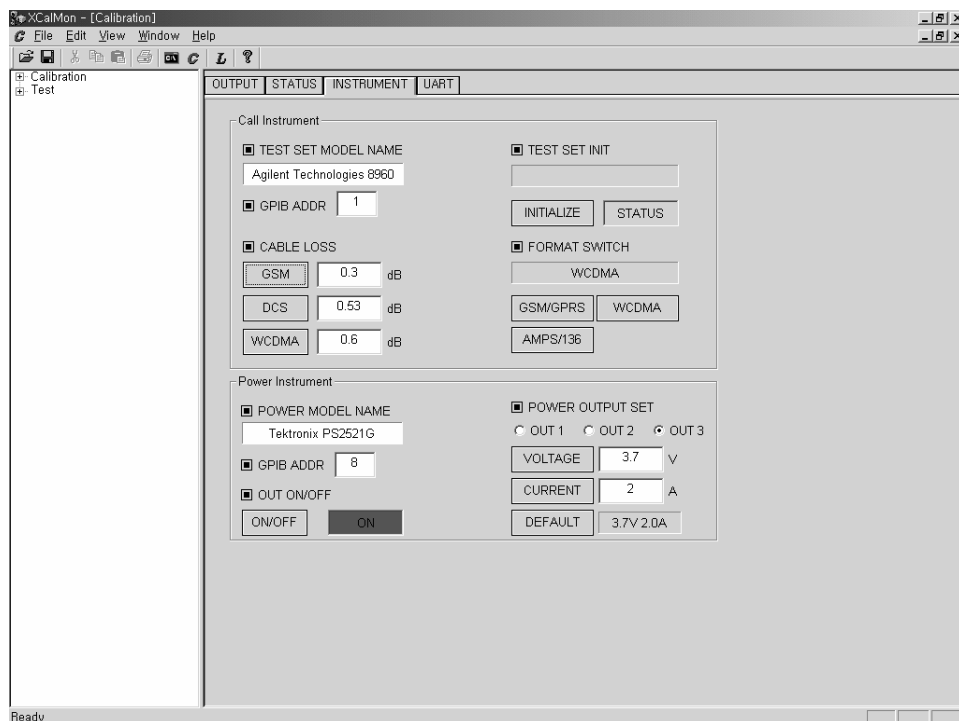 XCalMon - [Calibration]
C File Edit View Window Help
C L ?
Calibration
Test
OUTPUT STATUS INSTRUMENT UART
Call Instrument
TEST SET MODEL NAME
Agilent Technologies 8960
GPIB ADDR 1
CABLE LOSS
GSM 0.3 dB
DCS 0.53 dB
WCDMA 0.6 dB
TEST SET INIT
INITIALIZE STATUS
FORMAT SWITCH
WCDMA
GSM/GPRS WCDMA
AMPS/136
Power Instrument
POWER MODEL NAME
Tektronix PS2521G
GPIB ADDR 8
OUT ON/OFF
ON/OFF ON
POWER OUTPUT SET
OUT 1 OUT 2 OUT 3
VOLTAGE 3.7 V
CURRENT 2 A
DEFAULT 3.7V 2.0A
Ready